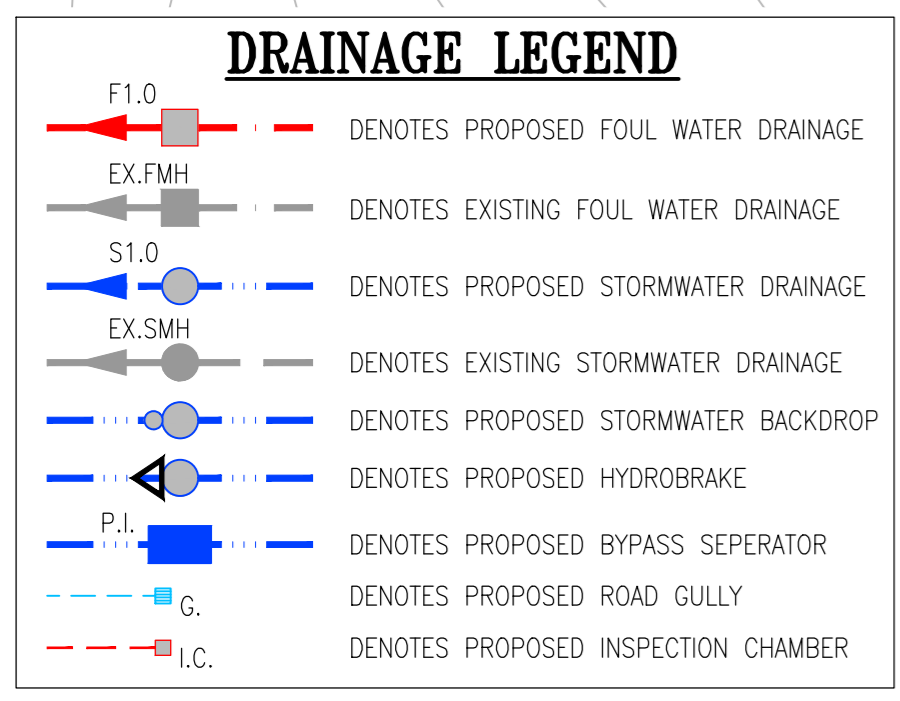 DRAINAGE LEGEND
F1.0
DENOTES PROPOSED FOUL WATER DRAINAGE
EX.FMH
DENOTES EXISTING FOUL WATER DRAINAGE
S1.0
DENOTES PROPOSED STORMWATER DRAINAGE
EX.SMH
DENOTES EXISTING STORMWATER DRAINAGE
DENOTES PROPOSED STORMWATER BACKDROP
DENOTES PROPOSED HYDROBRAKE
P.I.
DENOTES PROPOSED BYPASS SEPERATOR
G. DENOTES PROPOSED ROAD GULLY
I.C. DENOTES PROPOSED INSPECTION CHAMBER